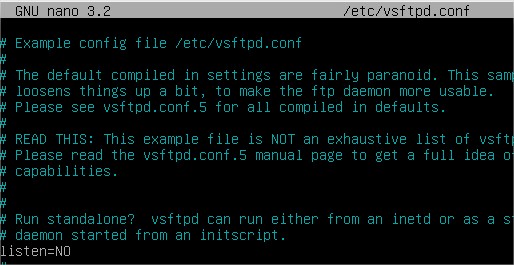 GNU nano 3.2 /etc/vsftpd.conf
# Example config file /etc/vsftpd.conf
#
# The default compiled in settings are fairly paranoid. This sam
# loosens things up a bit, to make the ftp daemon more usable.
# Please see vsftpd.conf.5 for all compiled in defaults.
#
# READ THIS: This example file is NOT an exhaustive list of vsft
# Please read the vsftpd.conf.5 manual page to get a full idea o
# capabilities.
#
#
# Run standalone?  vsftpd can run either from an inetd or as a s
# daemon started from an initscript.
listen=NO
#